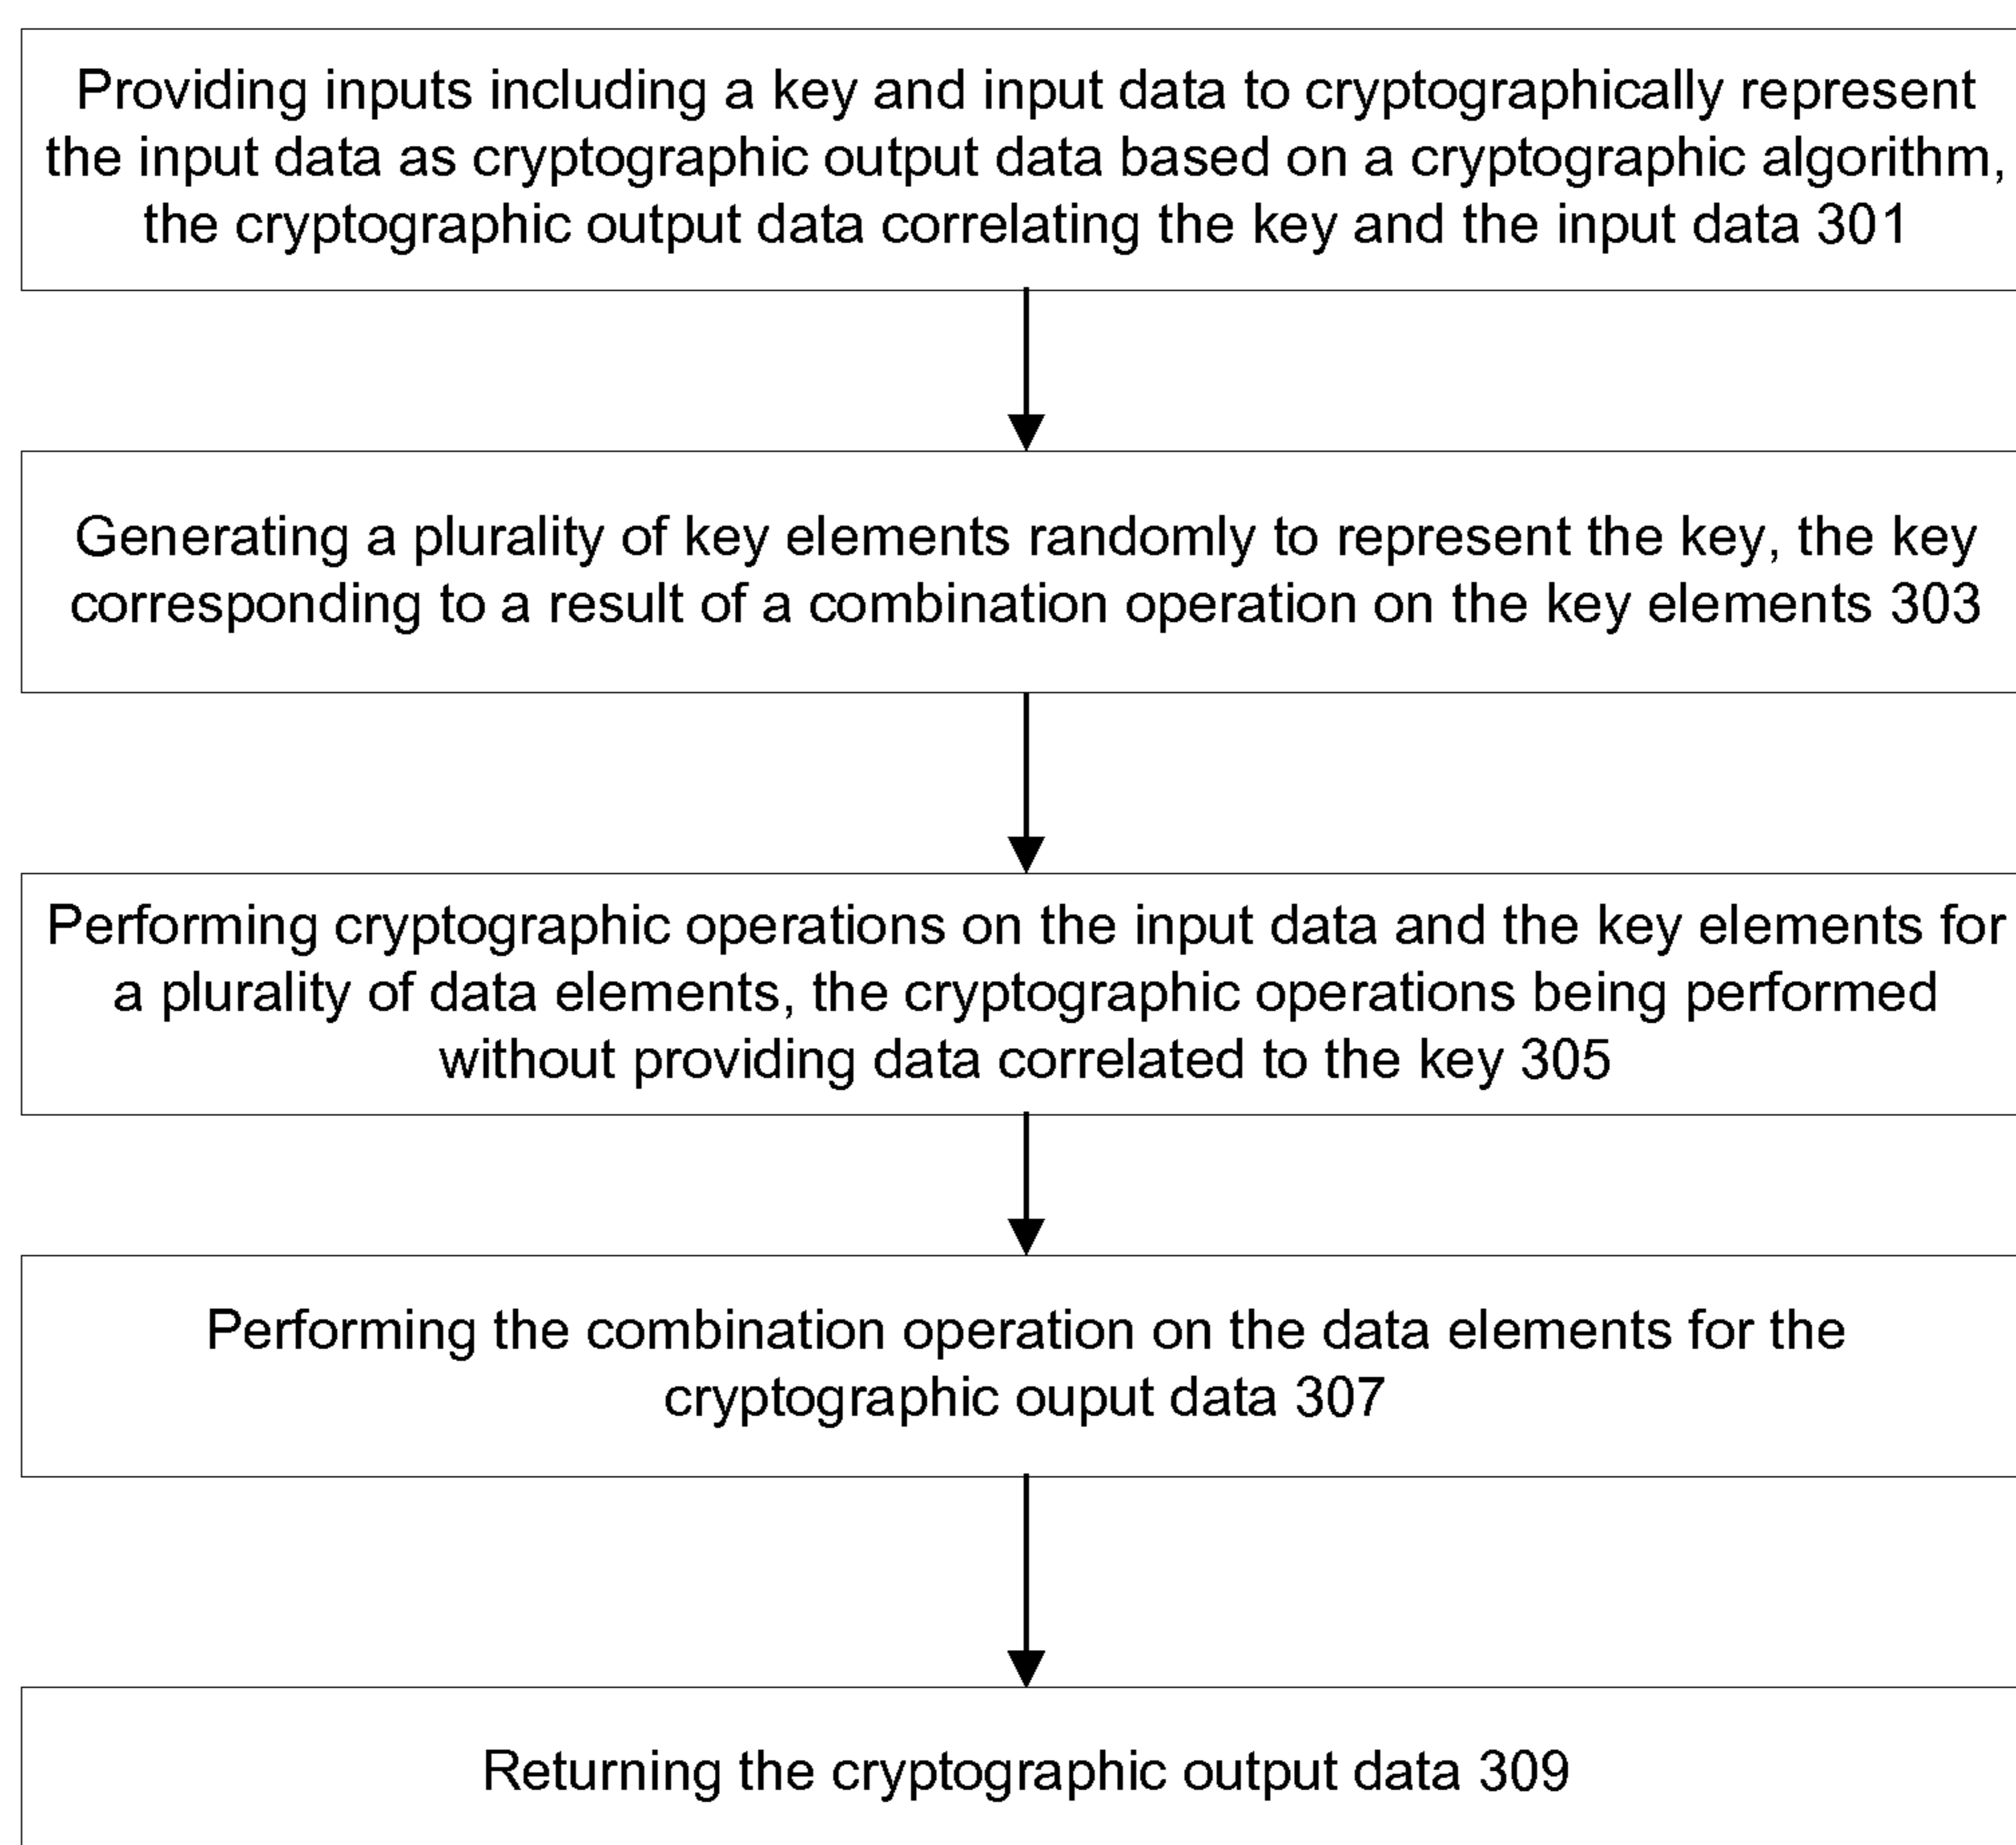 Providing inputs including a key and input data to cryptographically represent
the input data as cryptographic output data based on a cryptographic algorithm,
the cryptographic output data correlating the key and the input data 301
Generating a plurality of key elements randomly to represent the key, the key
corresponding to a result of a combination operation on the key elements 303
Performing cryptographic operations on the input data and the key elements for
a plurality of data elements, the cryptographic operations being performed
without providing data correlated to the key 305
Performing the combination operation on the data elements for the
cryptographic ouput data 307
Returning the cryptographic output data 309